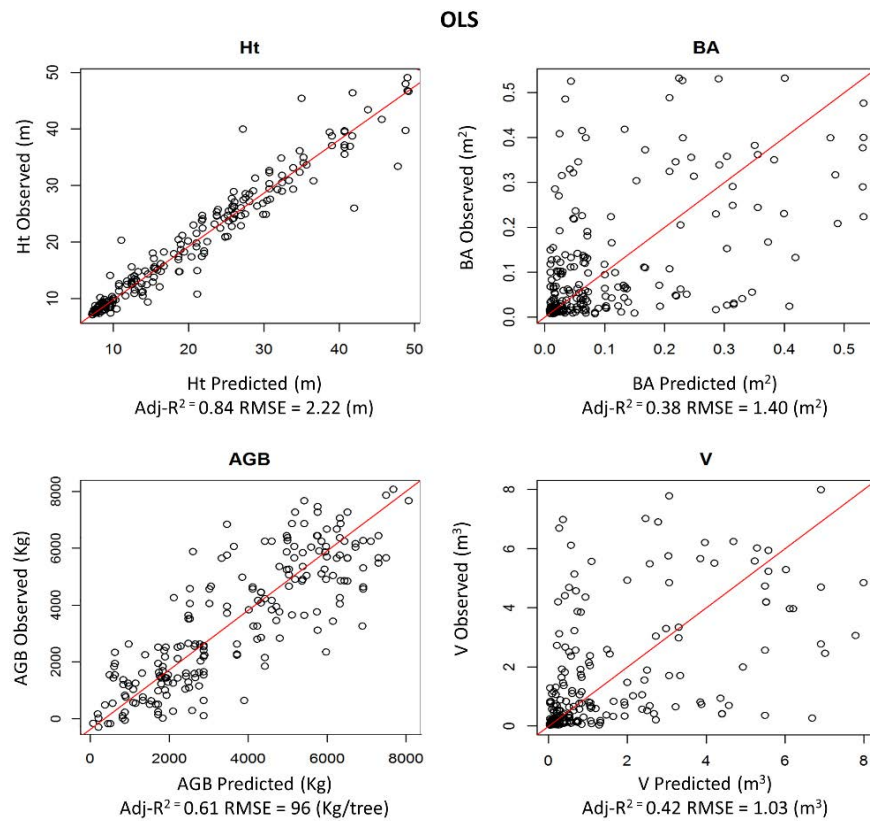 OLS
Ht
50
40
30
20
10
Ht Observed (m)
10 20 30 40 50
Ht Predicted (m)
Adj-R² = 0.84 RMSE = 2.22 (m)
BA
0.5
0.4
0.3
0.2
0.1
0.0
BA Observed (m²)
0.0 0.1 0.2 0.3 0.4 0.5
BA Predicted (m²)
Adj-R² = 0.38 RMSE = 1.40 (m²)
AGB
8000
6000
4000
2000
0
AGB Observed (Kg)
0 2000 4000 6000 8000
AGB Predicted (Kg)
Adj-R² = 0.61 RMSE = 96 (Kg/tree)
V
8
6
4
2
0
V Observed (m³)
0 2 4 6 8
V Predicted (m³)
Adj-R² = 0.42 RMSE = 1.03 (m³)